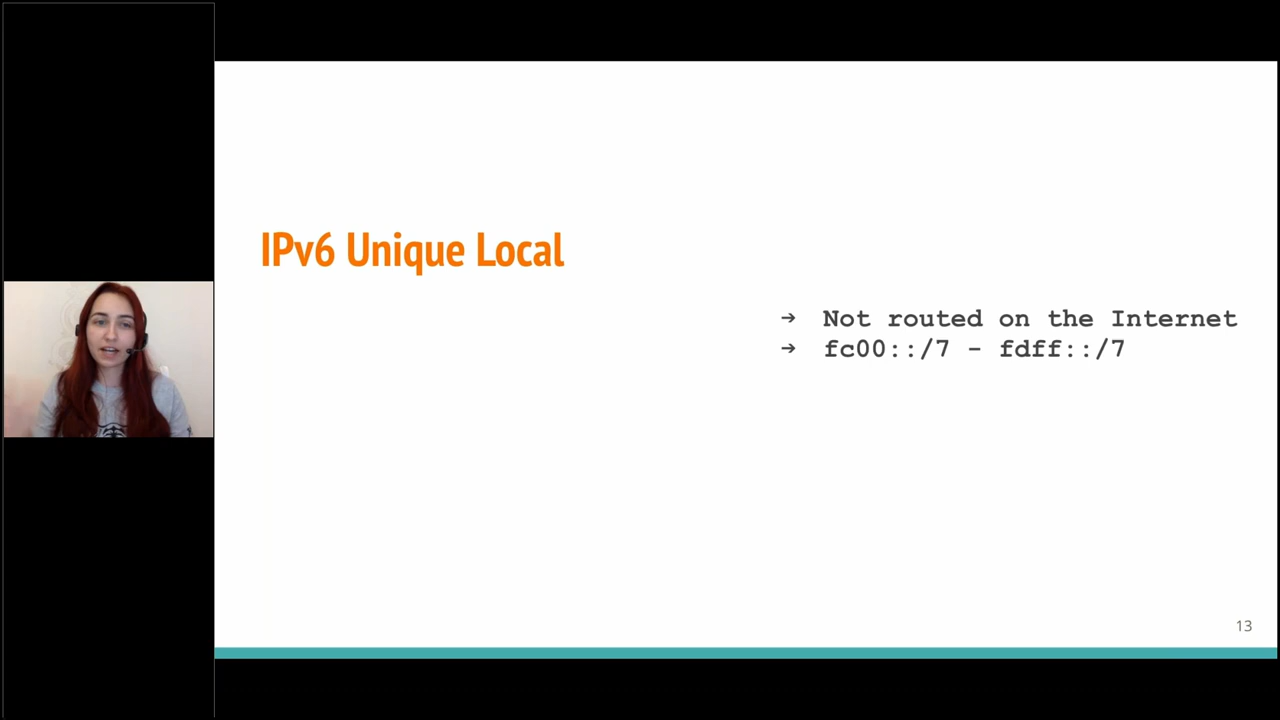 IPv6 Unique Local
➔ Not routed on the Internet
➔ fc00::/7 - fdff::/7
13